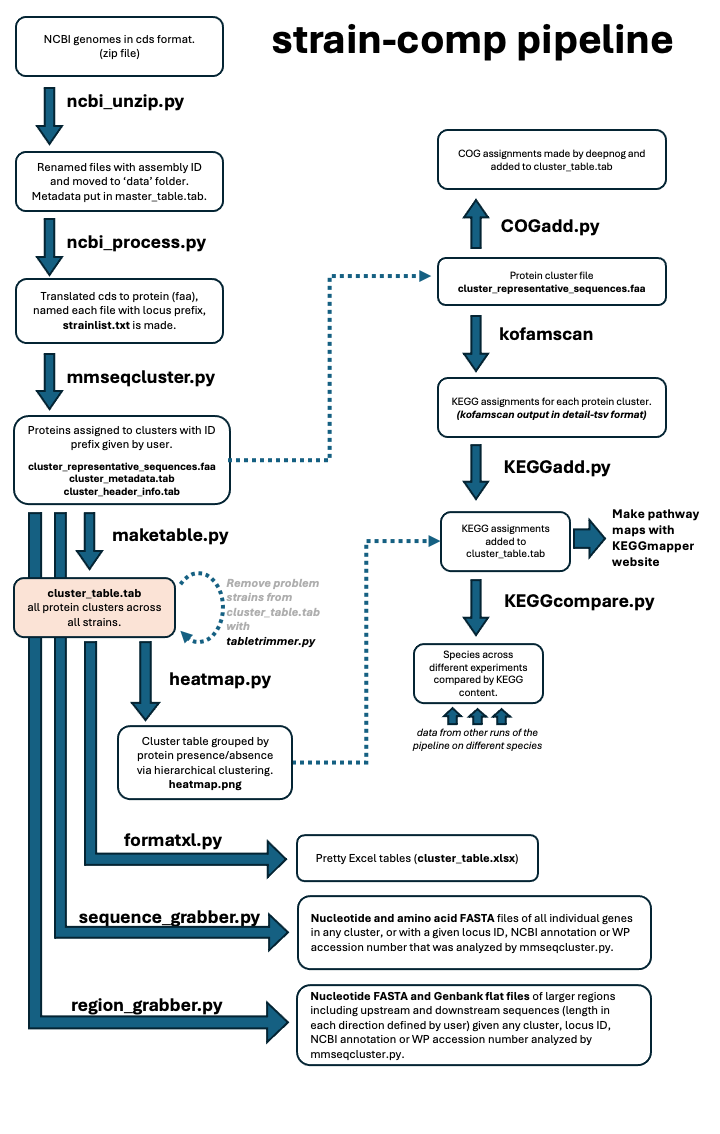 strain-comp pipeline
NCBI genomes in cds format.
(zip file)
ncbi_unzip.py
Renamed files with assembly ID
and moved to ‘data’ folder.
Metadata put in master_table.tab.
ncbi_process.py
Translated cds to protein (faa),
named each file with locus prefix,
strainlist.txt is made.
mmseqcluster.py
Proteins assigned to clusters with ID
prefix given by user.
cluster_representative_sequences.faa
cluster_metadata.tab
cluster_header_info.tab
maketable.py
cluster_table.tab
all protein clusters across
all strains.
Remove problem
strains from
cluster_table.tab
with
tabletrimmer.py
heatmap.py
Cluster table grouped by
protein presence/absence
via hierarchical clustering.
heatmap.png
COG assignments made by deepnog and
added to cluster_table.tab
COGadd.py
Protein cluster file
cluster_representative_sequences.faa
kofamscan
KEGG assignments for each protein cluster.
(kofamscan output in detail-tsv format)
KEGGadd.py
KEGG assignments
added to
cluster_table.tab
Make pathway
maps with
KEGGmapper
website
KEGGcompare.py
Species across
different experiments
compared by KEGG
content.
data from other runs of the
pipeline on different species
formatxl.py
Pretty Excel tables (cluster_table.xlsx)
sequence_grabber.py
Nucleotide and amino acid FASTA files of all individual genes
in any cluster, or with a given locus ID, NCBI annotation or WP
accession number that was analyzed by mmseqcluster.py.
region_grabber.py
Nucleotide FASTA and Genbank flat files of larger regions
including upstream and downstream sequences (length in
each direction defined by user) given any cluster, locus ID,
NCBI annotation or WP accession number analyzed by
mmseqcluster.py.